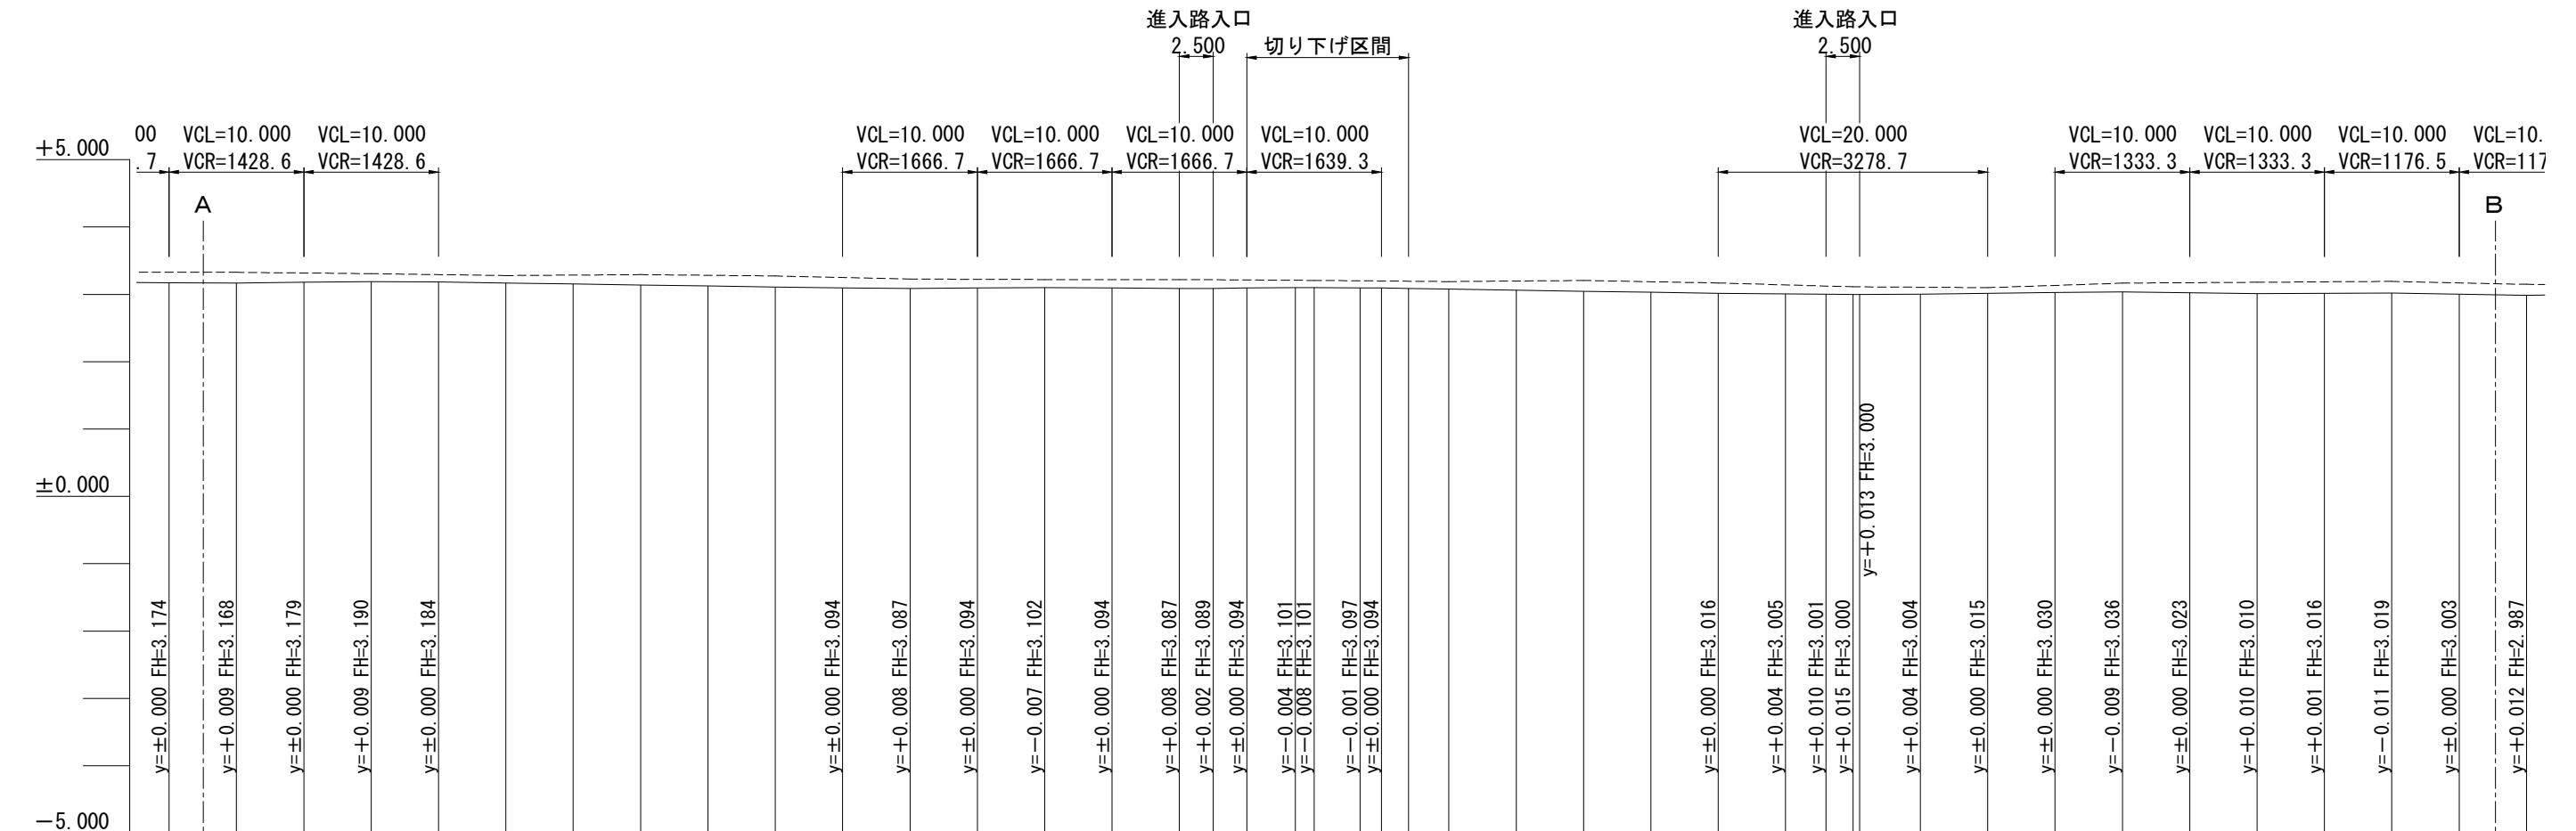 進入路入口
2.500
切り下げ区間
進入路入口
2.500
00
.7
VCL=10.000
VCR=1428.6
VCL=10.000
VCR=1428.6
VCL=10.000
VCR=1666.7
VCL=10.000
VCR=1666.7
VCL=10.000
VCR=1666.7
VCL=10.000
VCR=1639.3
VCL=20.000
VCR=3278.7
VCL=10.000
VCR=1333.3
VCL=10.000
VCR=1333.3
VCL=10.000
VCR=1176.5
VCL=10.
VCR=117
+5.000
A
B
±0.000
-5.000
y=±0.000 FH=3.174
y=+0.009 FH=3.168
y=±0.000 FH=3.179
y=+0.009 FH=3.190
y=±0.000 FH=3.184
y=±0.000 FH=3.094
y=+0.008 FH=3.087
y=±0.000 FH=3.094
y=-0.007 FH=3.102
y=±0.000 FH=3.094
y=+0.008 FH=3.087
y=+0.002 FH=3.089
y=±0.000 FH=3.094
y=-0.004 FH=3.101
y=-0.008 FH=3.101
y=-0.001 FH=3.097
y=±0.000 FH=3.094
y=±0.000 FH=3.016
y=+0.004 FH=3.005
y=+0.010 FH=3.001
y=+0.015 FH=3.000
y=+0.013 FH=3.000
y=+0.004 FH=3.004
y=±0.000 FH=3.015
y=±0.000 FH=3.030
y=-0.009 FH=3.036
y=±0.000 FH=3.023
y=+0.010 FH=3.010
y=+0.001 FH=3.016
y=-0.011 FH=3.019
y=±0.000 FH=3.003
y=+0.012 FH=2.987